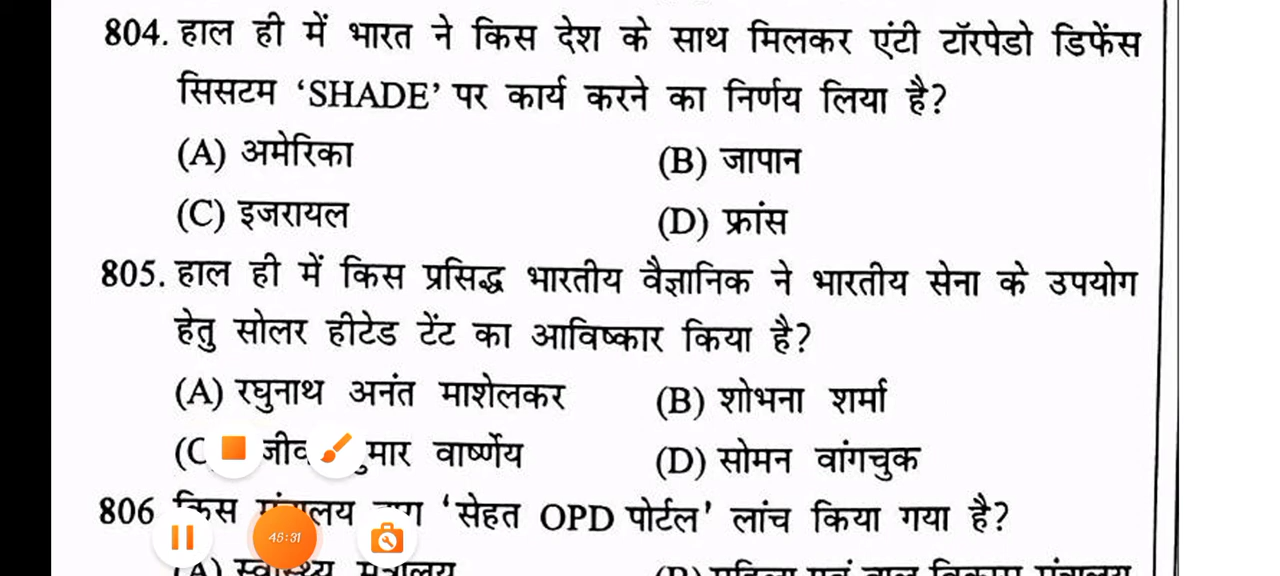 804. हाल ही में भारत ने किस देश के साथ मिलकर एंटी टॉरपेडो डिफेंस
सिसटम ‘SHADE’ पर कार्य करने का निर्णय लिया है?
(A) अमेरिका (B) जापान
(C) इजरायल (D) फ्रांस
805. हाल ही में किस प्रसिद्ध भारतीय वैज्ञानिक ने भारतीय सेना के उपयोग
हेतु सोलर हीटेड टेंट का आविष्कार किया है?
(A) रघुनाथ अनंत माशेलकर (B) शोभना शर्मा
वार्ष्णेय (D) सोमन वांगचुक
806 किस ‘सेहत OPD पोर्टल’ लांच किया गया है?
45:31